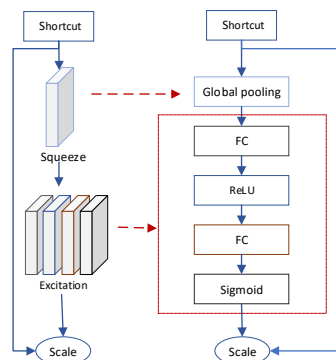 Shortcut
Shortcut
Global pooling
Squeeze
FC
ReLU
FC
Excitation
Sigmoid
Scale
Scale